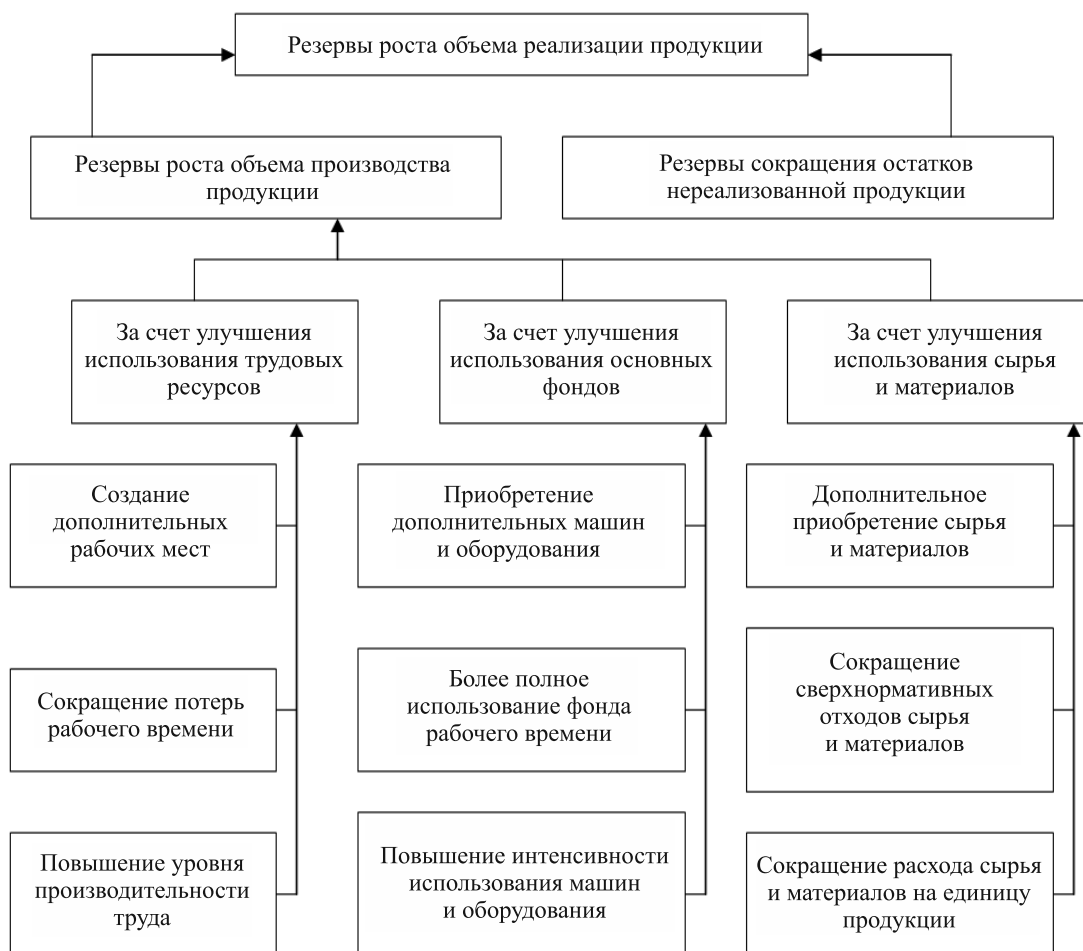 Резервы роста объема реализации продукции
Резервы роста объема производства
продукции
Резервы сокращения остатков
нереализованной продукции
За счет улучшения
использования трудовых
ресурсов
За счет улучшения
использования основных
фондов
За счет улучшения
использования сырья
и материалов
Создание
дополнительных
рабочих мест
Приобретение
дополнительных машин
и оборудования
Дополнительное
приобретение сырья
и материалов
Сокращение потерь
рабочего времени
Более полное
использование фонда
рабочего времени
Сокращение
сверхнормативных
отходов сырья
и материалов
Повышение уровня
производительности
труда
Повышение интенсивности
использования машин
и оборудования
Сокращение расхода сырья
и материалов на единицу
продукции